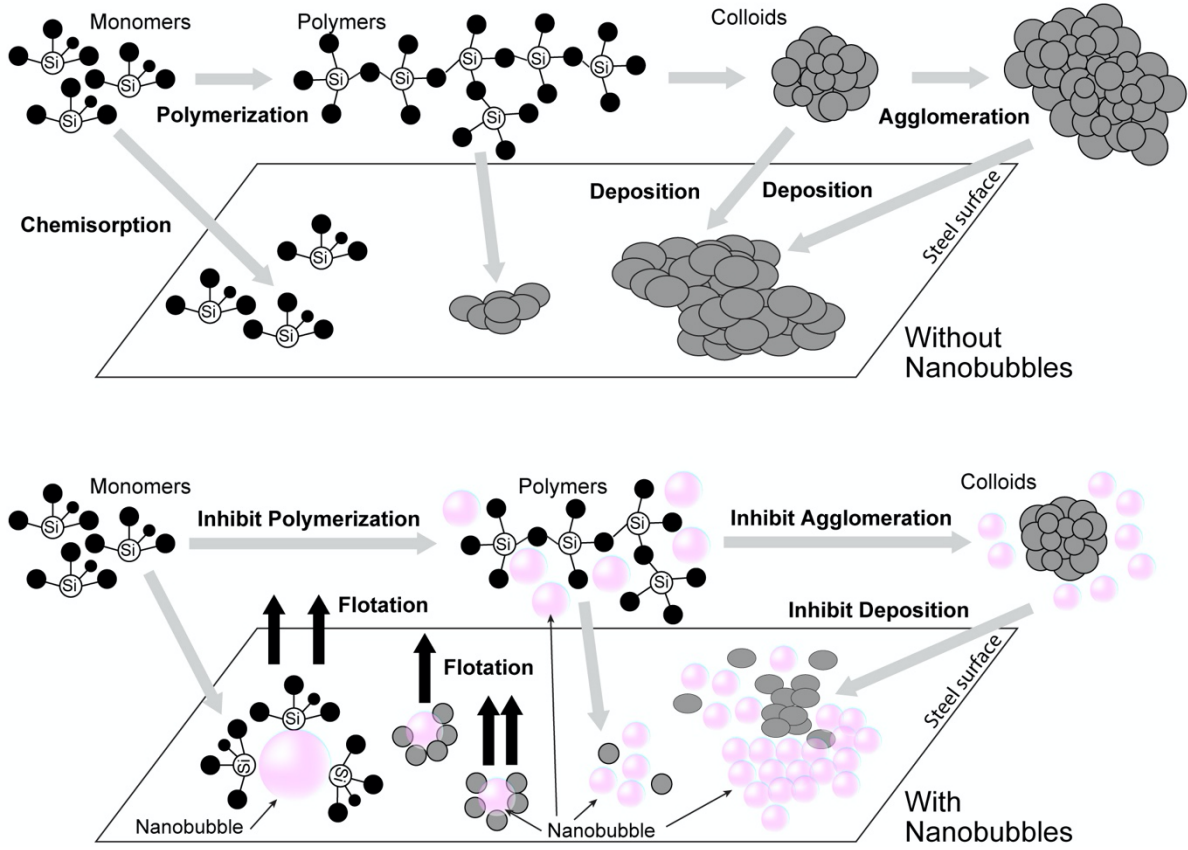 Monomers
Polymers
Colloids
Si
Si
Si
Si
Si
Si
Si
Si
Si
Polymerization
Agglomeration
Deposition
Deposition
Chemisorption
Steel surface
Si
Si
Si
Without
Nanobubbles
Monomers
Polymers
Colloids
Inhibit Polymerization
Inhibit Agglomeration
Si
Si
Si
Si
Si
Si
Si
Flotation
Inhibit Deposition
Flotation
Steel surface
Si
Si
Si
Nanobubble
Nanobubble
With
Nanobubbles